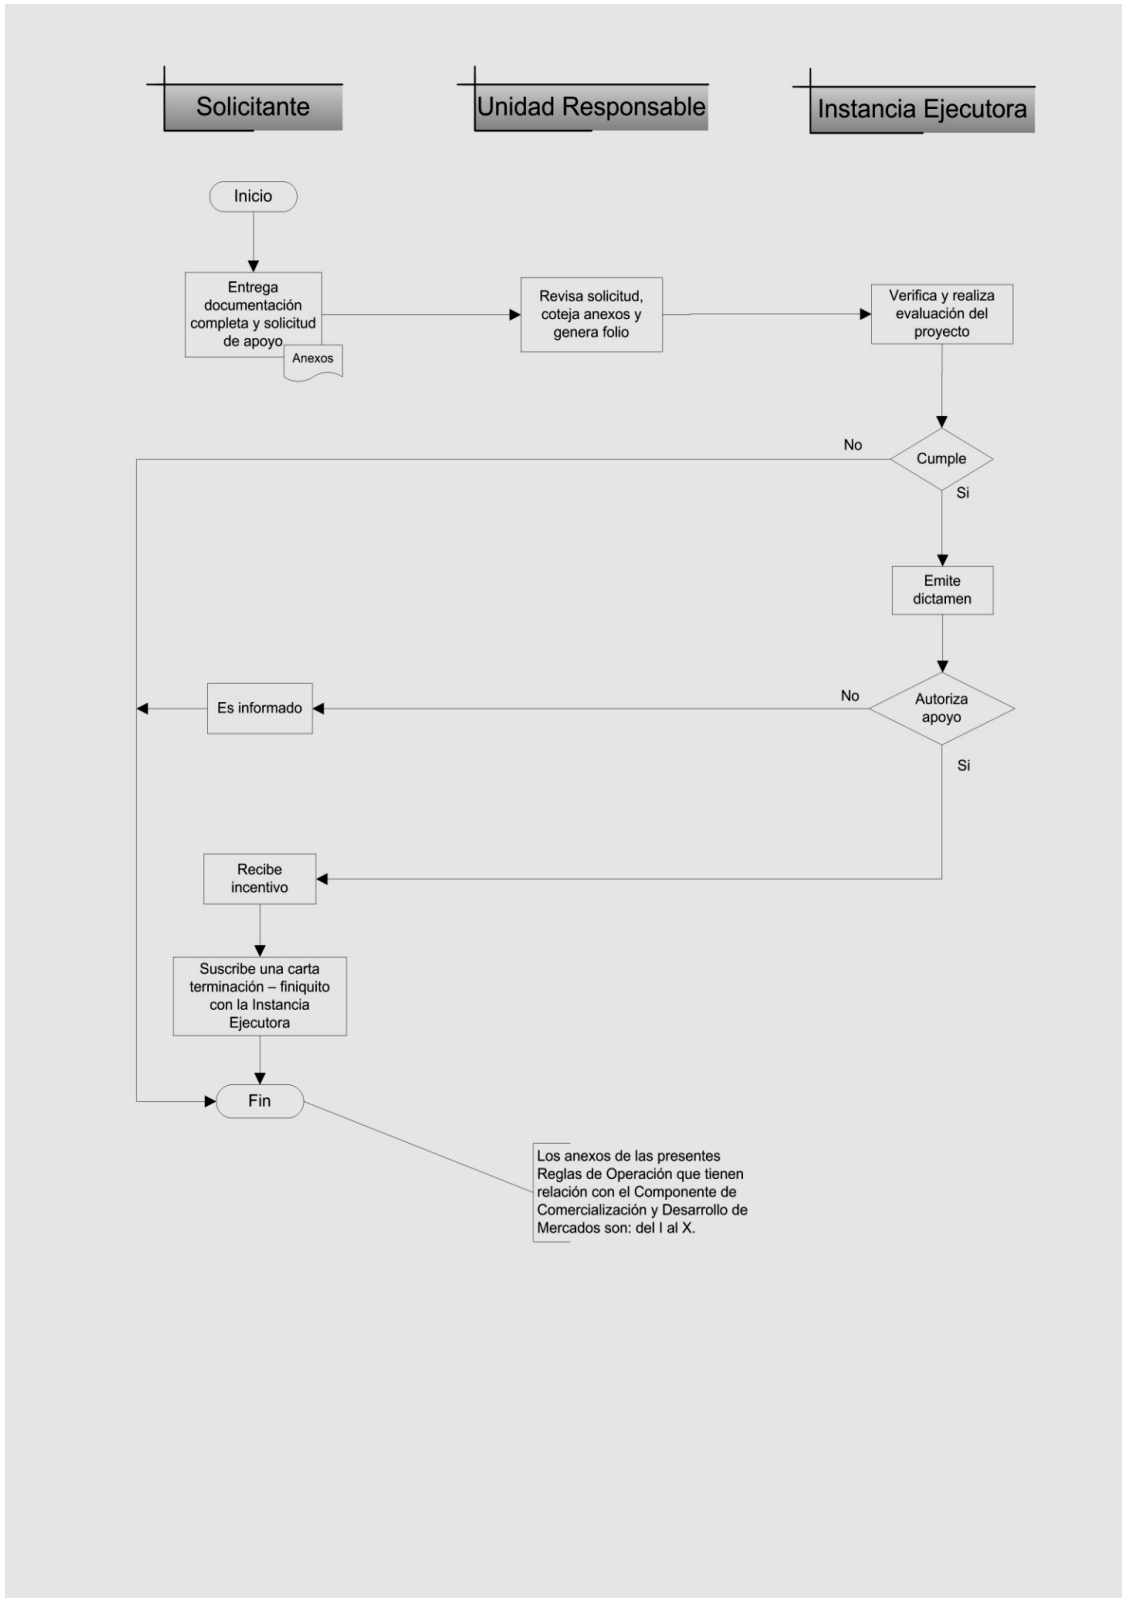 Solicitante
Unidad Responsable
Instancia Ejecutora
Inicio
Entrega
documentación
completa y solicitud
de apoyo
Anexos
Revisa solicitud,
coteja anexos y
genera folio
Verifica y realiza
evaluación del
proyecto
No
Cumple
Si
Emite
dictamen
Es informado
No
Autoriza
apoyo
Si
Recibe
incentivo
Suscribe una carta
terminación – finiquito
con la Instancia
Ejecutora
Fin
Los anexos de las presentes
Reglas de Operación que tienen
relación con el Componente de
Comercialización y Desarrollo de
Mercados son: del I al X.